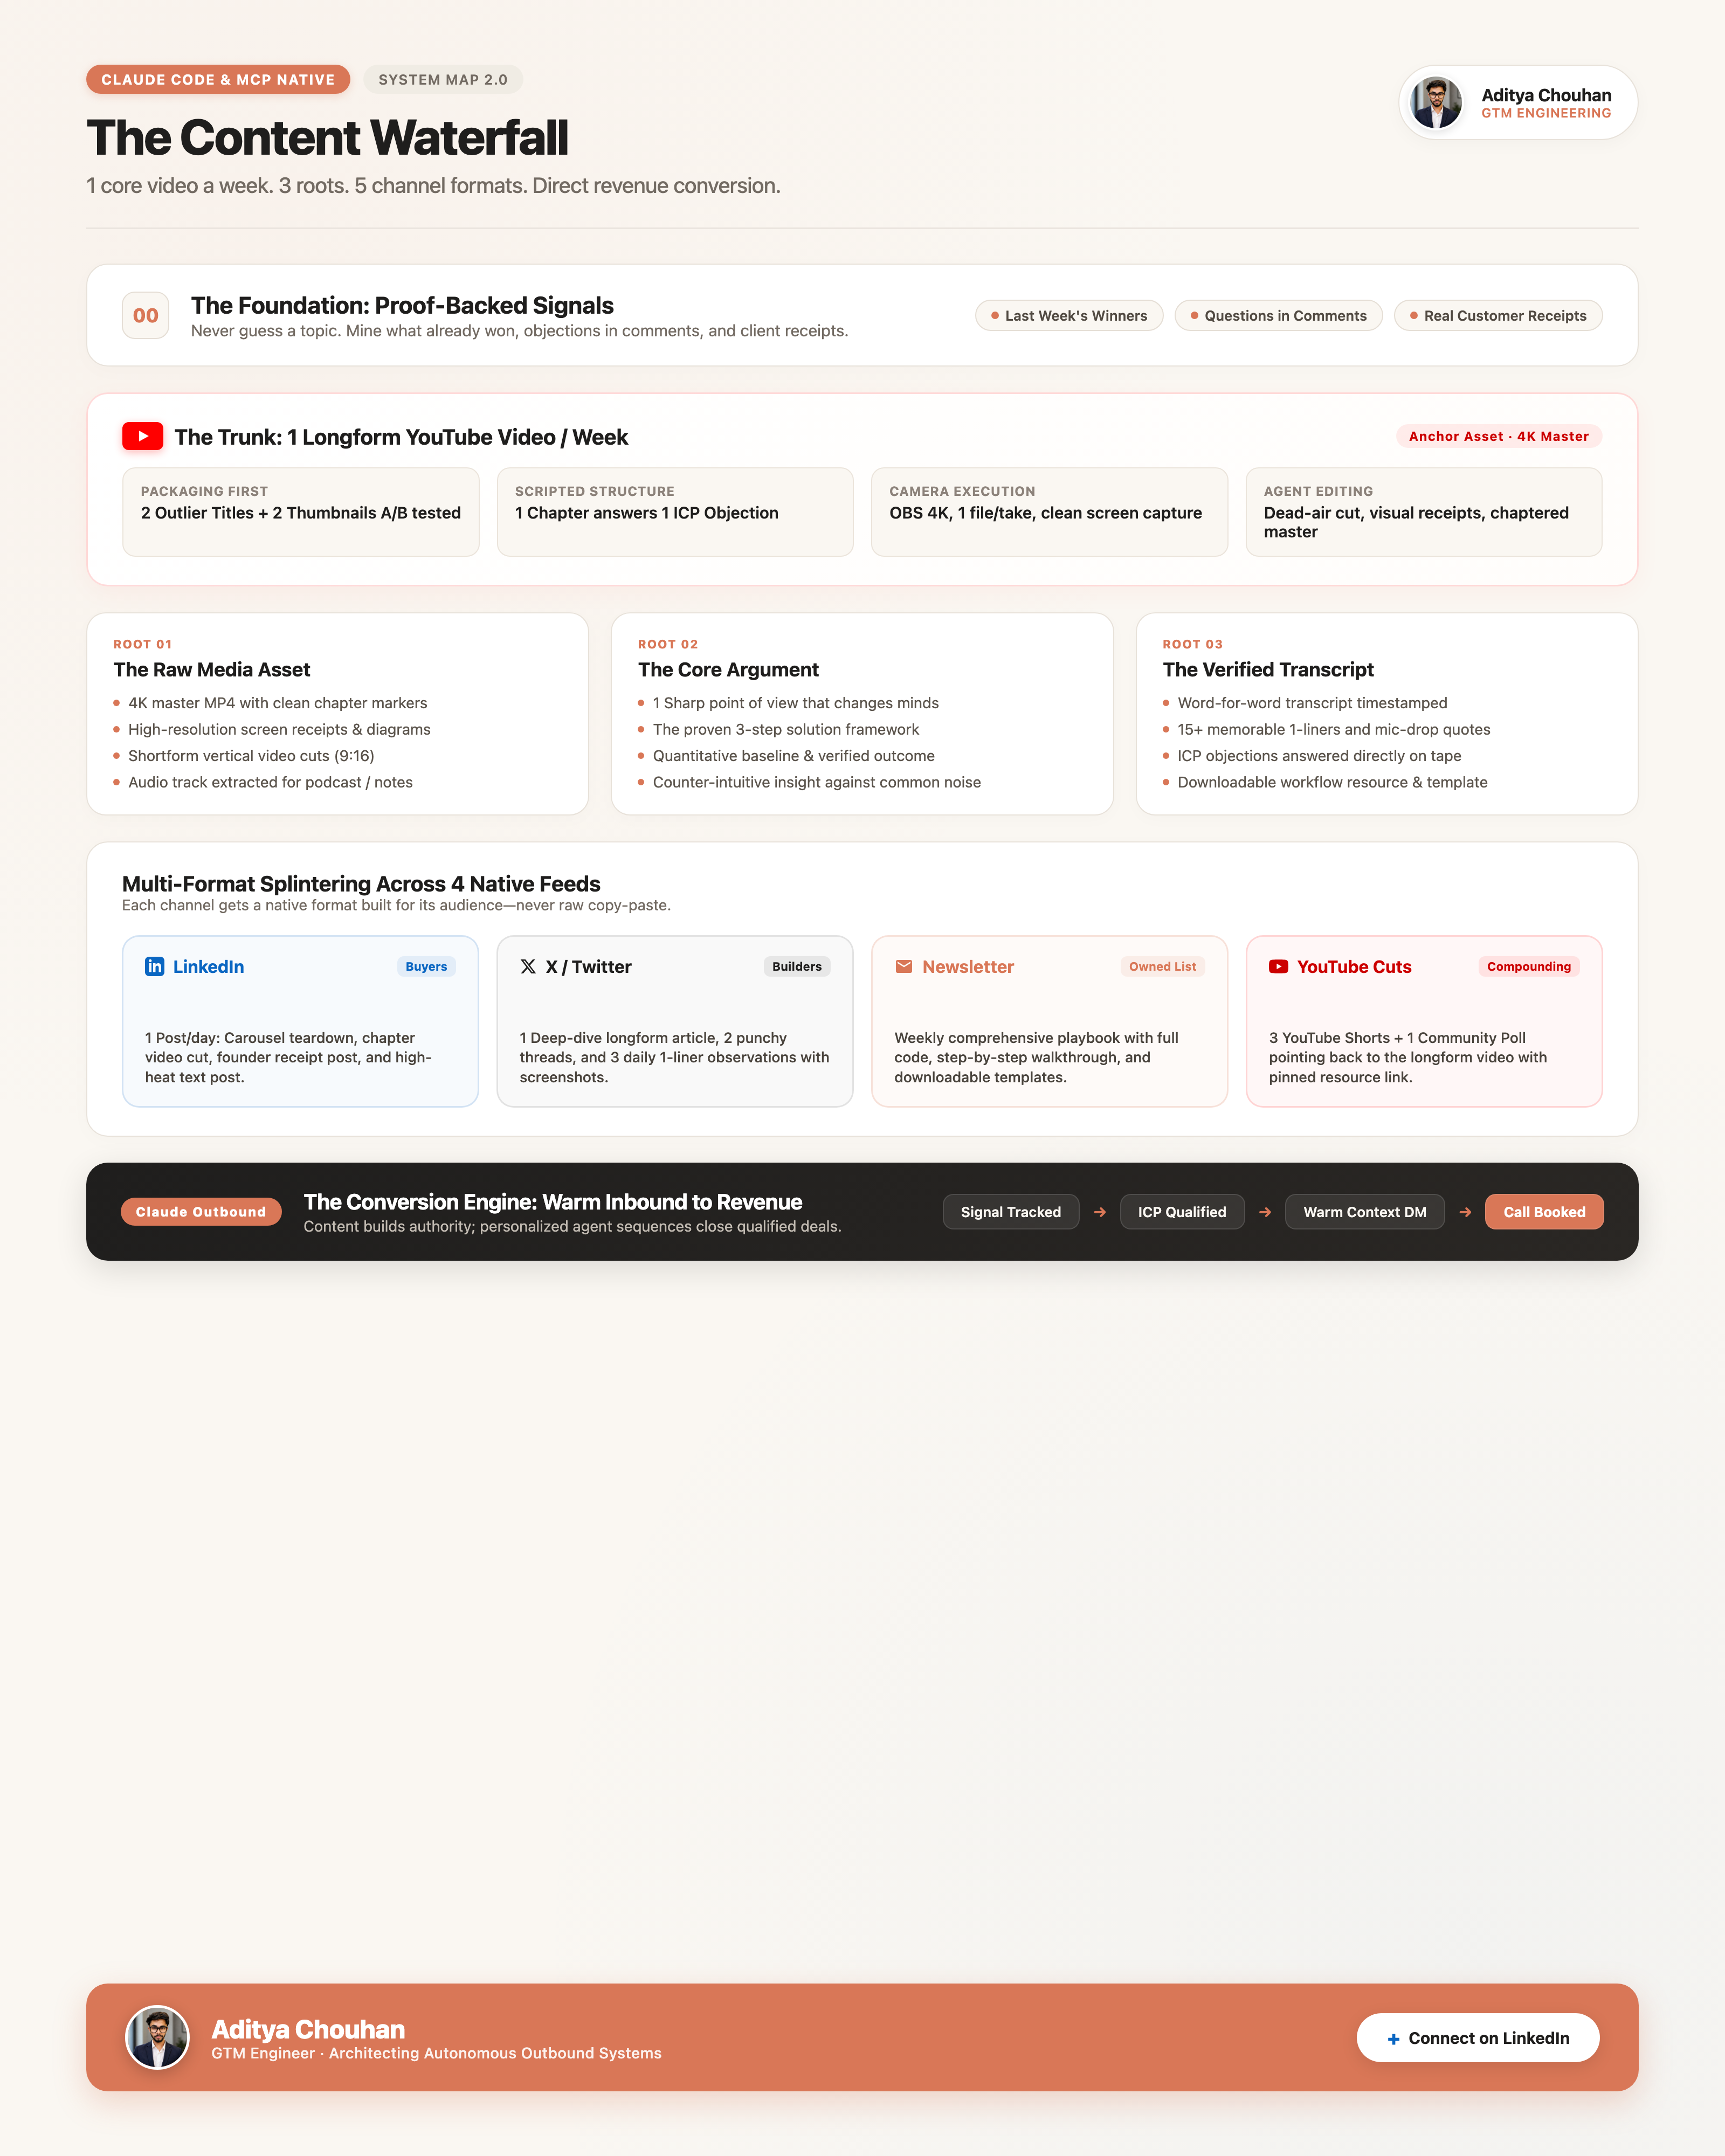 CLAUDE CODE & MCP NATIVE
SYSTEM MAP 2.0
The Content Waterfall
1 core video a week. 3 roots. 5 channel formats. Direct revenue conversion.
Aditya Chouhan
GTM ENGINEERING
00
The Foundation: Proof-Backed Signals
Never guess a topic. Mine what already won, objections in comments, and client receipts.
Last Week's Winners
Questions in Comments
Real Customer Receipts
The Trunk: 1 Longform YouTube Video / Week
Anchor Asset · 4K Master
PACKAGING FIRST
2 Outlier Titles + 2 Thumbnails A/B tested
SCRIPTED STRUCTURE
1 Chapter answers 1 ICP Objection
CAMERA EXECUTION
OBS 4K, 1 file/take, clean screen capture
AGENT EDITING
Dead-air cut, visual receipts, chaptered
master
ROOT 01
The Raw Media Asset
4K master MP4 with clean chapter markers
High-resolution screen receipts & diagrams
Shortform vertical video cuts (9:16)
Audio track extracted for podcast / notes
ROOT 02
The Core Argument
1 Sharp point of view that changes minds
The proven 3-step solution framework
Quantitative baseline & verified outcome
Counter-intuitive insight against common noise
ROOT 03
The Verified Transcript
Word-for-word transcript timestamped
15+ memorable 1-liners and mic-drop quotes
ICP objections answered directly on tape
Downloadable workflow resource & template
Multi-Format Splintering Across 4 Native Feeds
Each channel gets a native format built for its audience—never raw copy-paste.
in LinkedIn
Buyers
1 Post/day: Carousel teardown, chapter
video cut, founder receipt post, and high-
heat text post.
X / Twitter
Builders
1 Deep-dive longform article, 2 punchy
threads, and 3 daily 1-liner observations with
screenshots.
Newsletter
Owned List
Weekly comprehensive playbook with full
code, step-by-step walkthrough, and
downloadable templates.
YouTube Cuts
Compounding
3 YouTube Shorts + 1 Community Poll
pointing back to the longform video with
pinned resource link.
Claude Outbound
The Conversion Engine: Warm Inbound to Revenue
Content builds authority; personalized agent sequences close qualified deals.
Signal Tracked → ICP Qualified → Warm Context DM → Call Booked
Aditya Chouhan
GTM Engineer · Architecting Autonomous Outbound Systems
+ Connect on LinkedIn